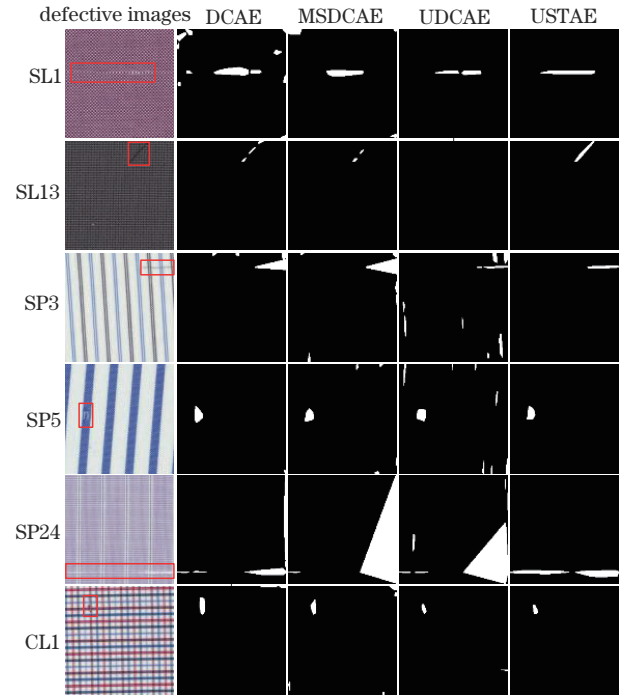 defective images DCAE MSDCAE UDCAE USTAE
SL1
SL13
SP3
SP5
SP24
CL1